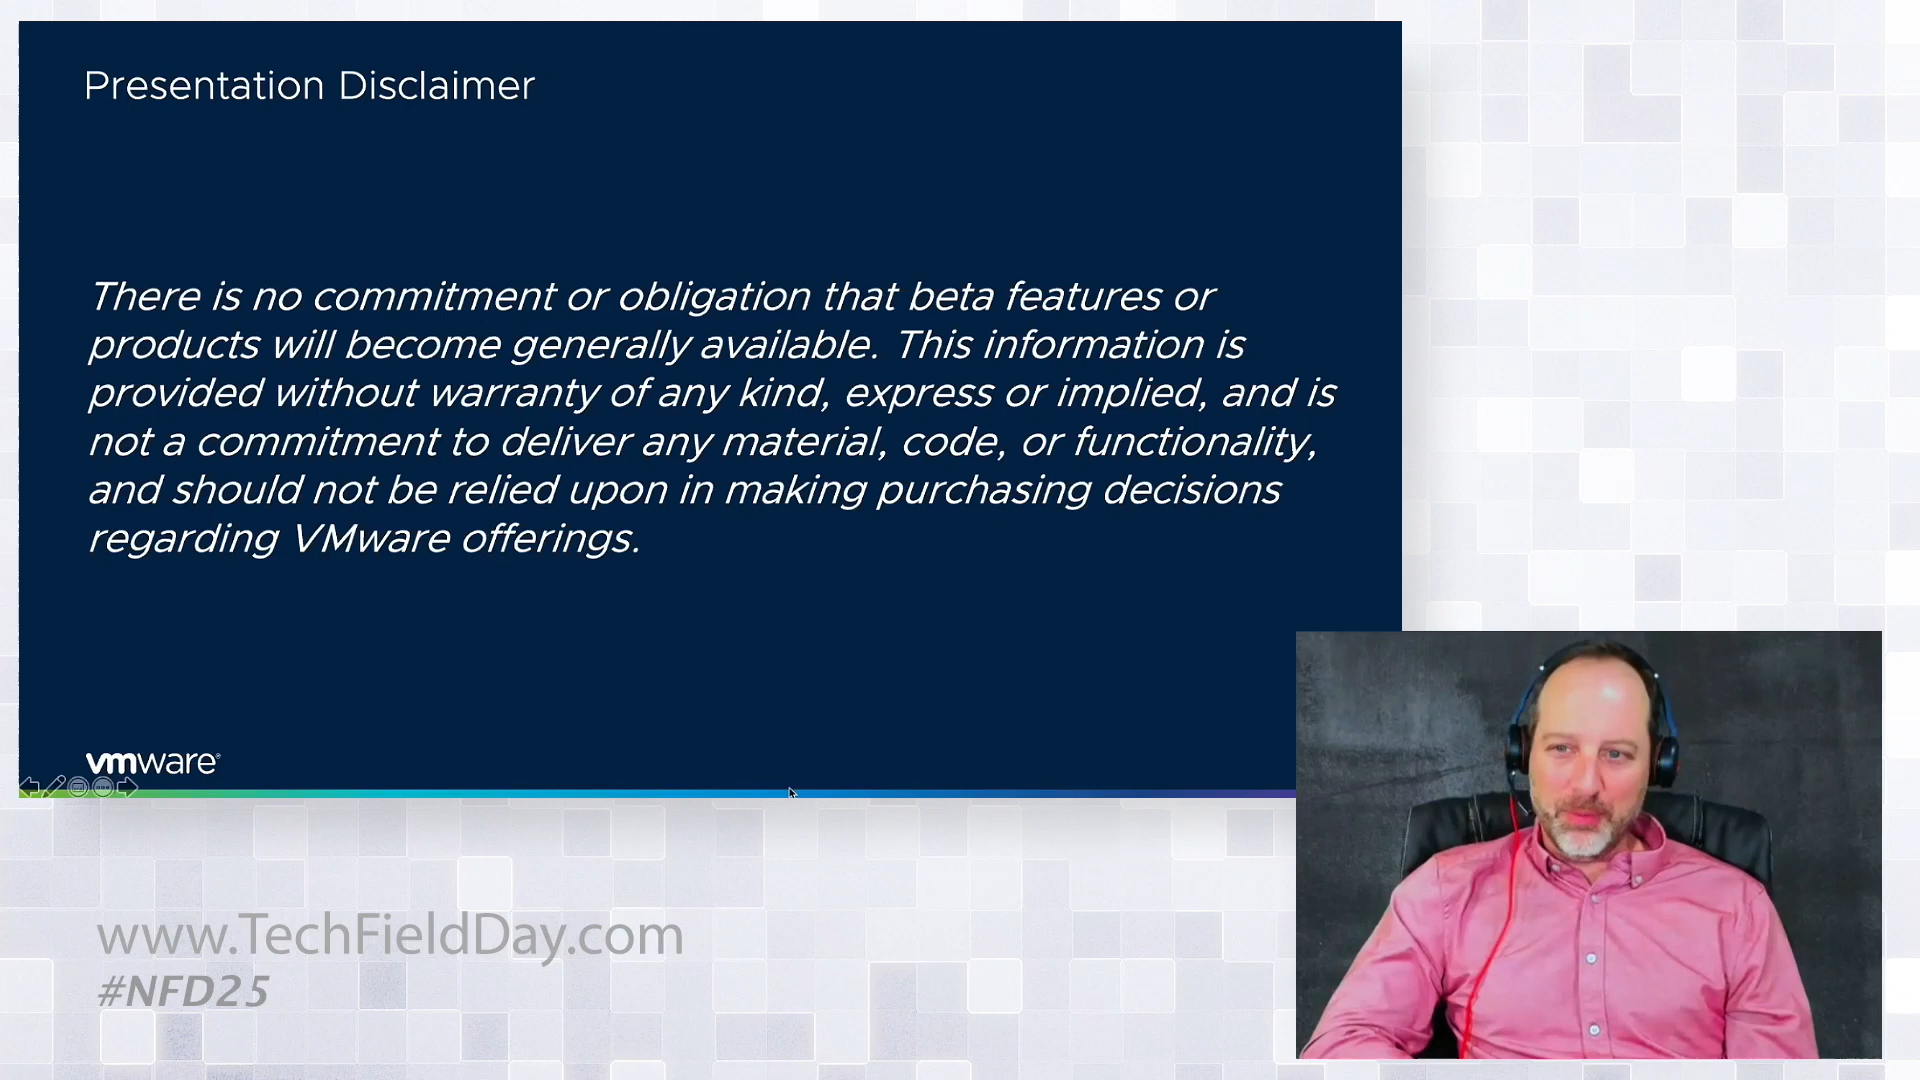 Presentation Disclaimer
There is no commitment or obligation that beta features or
products will become generally available. This information is
provided without warranty of any kind, express or implied, and is
not a commitment to deliver any material, code, or functionality,
and should not be relied upon in making purchasing decisions
regarding VMware offerings.
vmware®
www.TechFieldDay.com
#NFD25